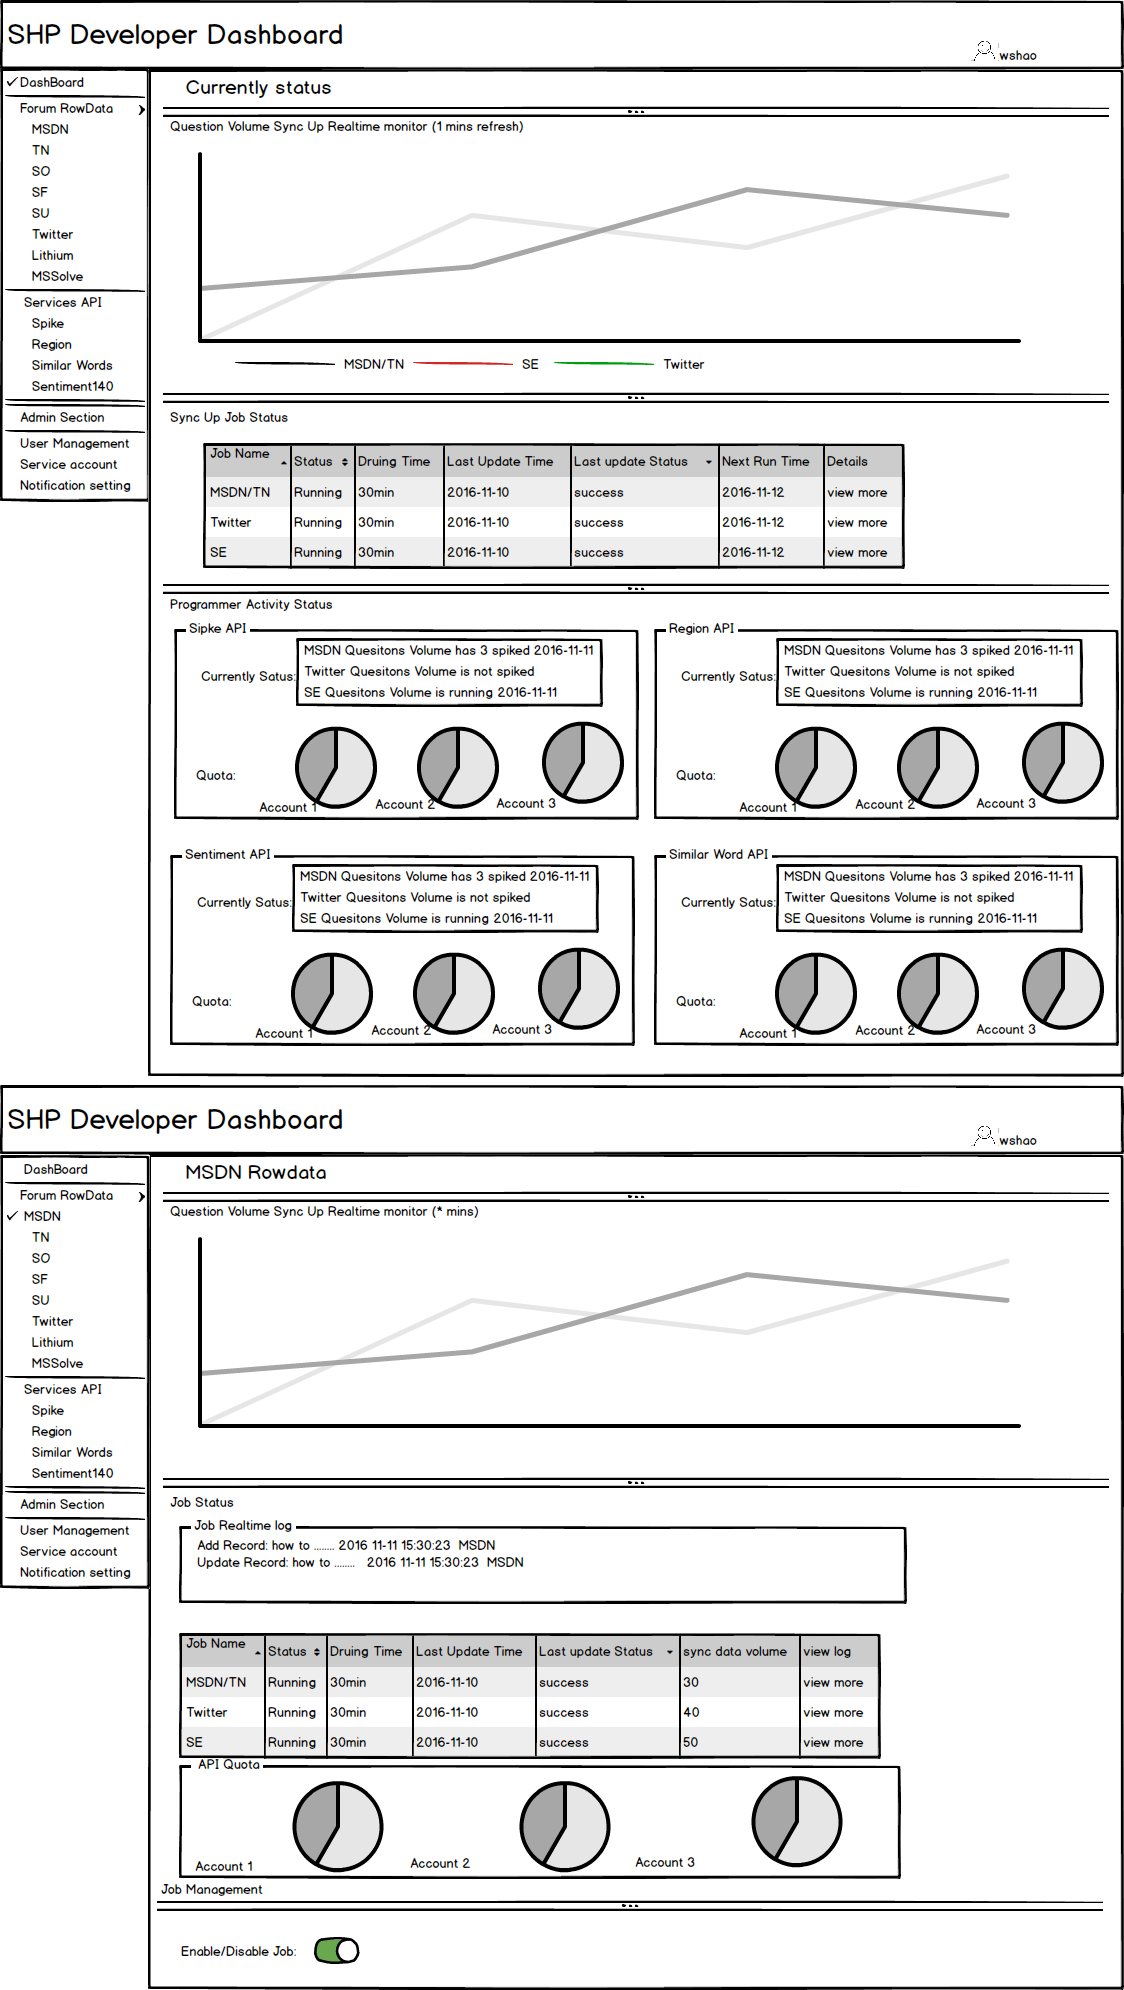 SHP Developer Dashboard
wshao
DashBoard
Forum RowData
MSDN
TN
SO
SF
SU
Twitter
Lithium
MSSolve
Services API
Spike
Region
Similar Words
Sentiment140
Admin Section
User Management
Service account
Notification setting
Currently status
Question Volume Sync Up Realtime monitor (1 mins refresh)
MSDN/TN SE Twitter
Sync Up Job Status
Job Name Status Druing Time Last Update Time Last update Status Next Run Time Details
MSDN/TN Running 30min 2016-11-10 success 2016-11-12 view more
Twitter Running 30min 2016-11-10 success 2016-11-12 view more
SE Running 30min 2016-11-10 success 2016-11-12 view more
Programmer Activity Status
Sipke API
MSDN Quesitons Volume has 3 spiked 2016-11-11
Currently Satus: Twitter Quesitons Volume is not spiked
SE Quesitons Volume is running 2016-11-11
Quota:
Account 1 Account 2 Account 3
Region API
MSDN Quesitons Volume has 3 spiked 2016-11-11
Currently Satus: Twitter Quesitons Volume is not spiked
SE Quesitons Volume is running 2016-11-11
Quota:
Account 1 Account 2 Account 3
Sentiment API
MSDN Quesitons Volume has 3 spiked 2016-11-11
Currently Satus: Twitter Quesitons Volume is not spiked
SE Quesitons Volume is running 2016-11-11
Quota:
Account 1 Account 2 Account 3
Similar Word API
MSDN Quesitons Volume has 3 spiked 2016-11-11
Currently Satus: Twitter Quesitons Volume is not spiked
SE Quesitons Volume is running 2016-11-11
Quota:
Account 1 Account 2 Account 3
SHP Developer Dashboard
wshao
DashBoard
Forum RowData
MSDN
TN
SO
SF
SU
Twitter
Lithium
MSSolve
Services API
Spike
Region
Similar Words
Sentiment140
Admin Section
User Management
Service account
Notification setting
MSDN Rowdata
Question Volume Sync Up Realtime monitor (* mins)
Job Status
Job Realtime log
Add Record: how to ........ 2016 11-11 15:30:23 MSDN
Update Record: how to ........ 2016 11-11 15:30:23 MSDN
Job Name Status Druing Time Last Update Time Last update Status sync data volume view log
MSDN/TN Running 30min 2016-11-10 success 30 view more
Twitter Running 30min 2016-11-10 success 40 view more
SE Running 30min 2016-11-10 success 50 view more
API Quota
Account 1 Account 2 Account 3
Job Management
Enable/Disable Job: